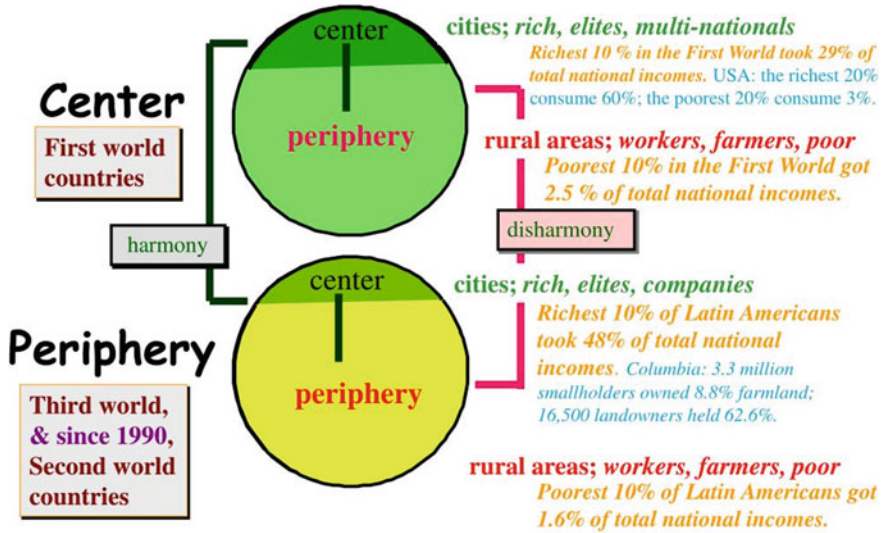 center
cities; rich, elites, multi-nationals
Richest 10 % in the First World took 29% of
total national incomes. USA: the richest 20%
consume 60%; the poorest 20% consume 3%.
Center
First world
countries
periphery
rural areas; workers, farmers, poor
Poorest 10% in the First World got
2.5 % of total national incomes.
harmony
disharmony
center
cities; rich, elites, companies
Richest 10% of Latin Americans
took 48% of total national
incomes. Columbia: 3.3 million
smallholders owned 8.8% farmland;
16,500 landowners held 62.6%.
Periphery
Third world,
& since 1990,
Second world
countries
periphery
rural areas; workers, farmers, poor
Poorest 10% of Latin Americans got
1.6% of total national incomes.